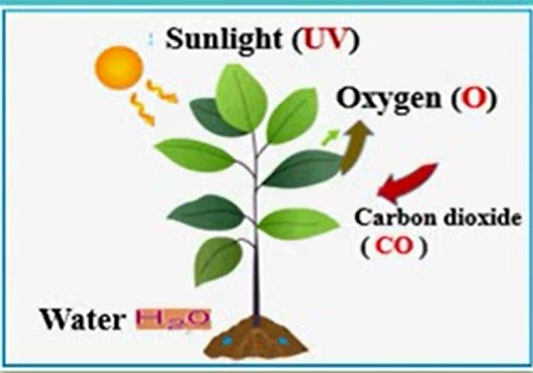 Sunlight (UV)
Oxygen (O)
Carbon dioxide
( CO )
Water H₂O